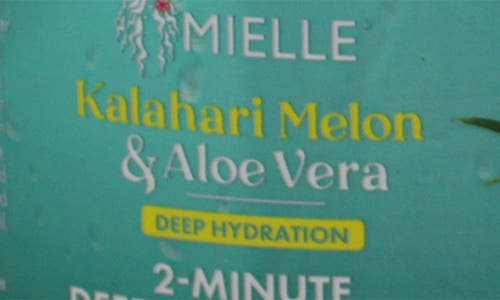 MIELLE
Kalahari Melon
& Aloe Vera
DEEP HYDRATION
2-MINUTE